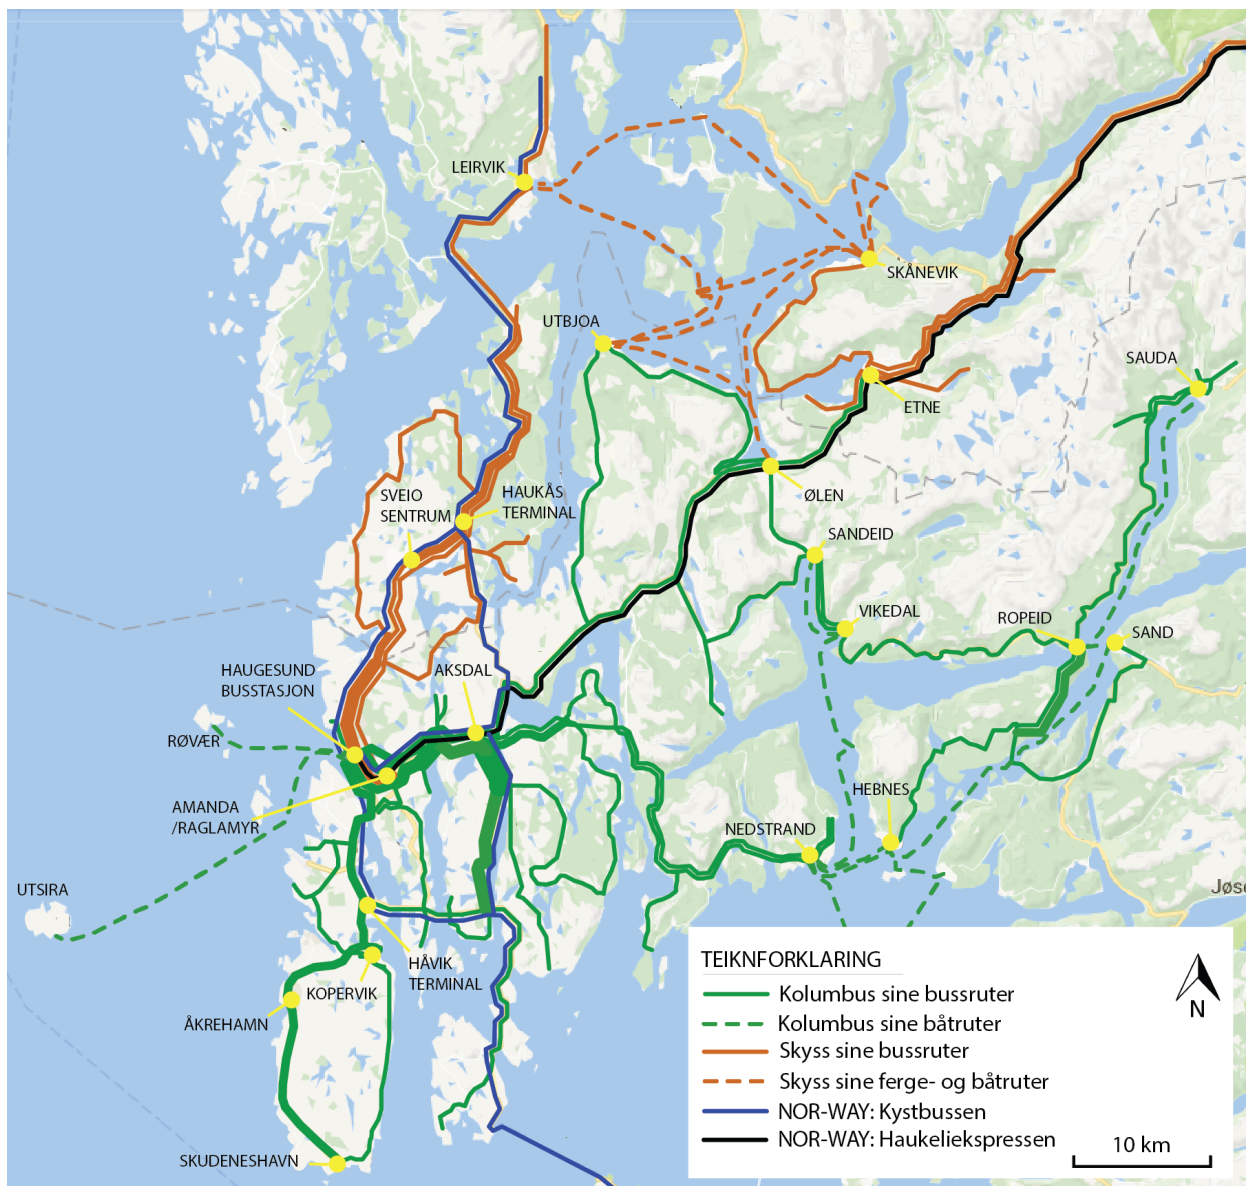 LEIRVIK
SKÅNEVIK
UTBJOA
SAUDA
ETNE
SVEIO
SENTRUM
HAUKÅS
TERMINAL
ØLEN
SANDEID
VIKEDAL
ROPEID
SAND
HAUGESUND
BUSSTASJON
AKSDAL
RØVÆR
AMANDA
/RAGLAMYR
HEBNES
NEDSTRAND
UTSIRA
Jøse
HÅVIK
TERMINAL
KOPERVIK
ÅKREHAMN
SKUDENESHAVN
TEIKNFORKLARING
Kolumbus sine bussruter
Kolumbus sine båtruter
Skyss sine bussruter
Skyss sine ferge- og båtruter
NOR-WAY: Kystbussen
NOR-WAY: Haukeliekspressen
N
10 km